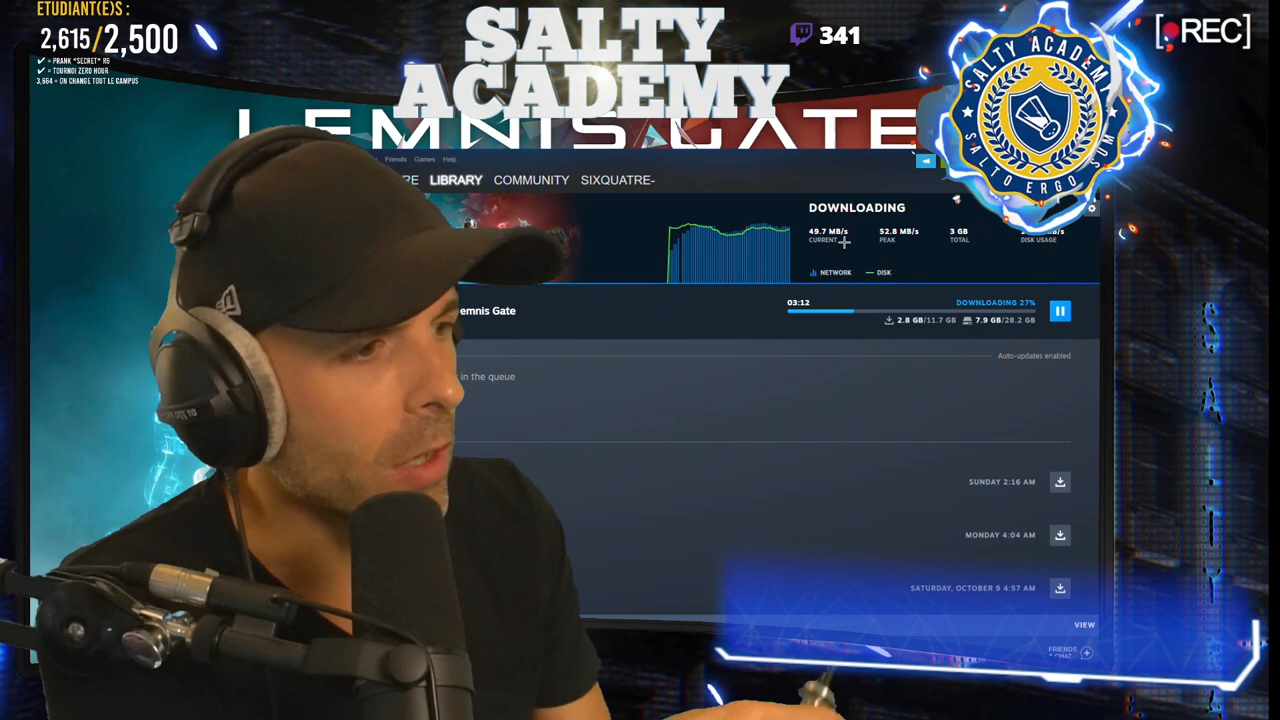 ETUDIANT(E)S :
2,615/2,500
✔ = PRANK *SECRET* R6
✔ = TOURNOI ZERO HOUR
3,664 = ON CHANGE TOUT LE CAMPUS
SALTY
ACADEMY
341
[REC]
SALTY ACADEMY
SALTO ERGO SUM
LEMNIS GATE
Friends Games Help
LIBRARY COMMUNITY SIXQUATRE-
DOWNLOADING
49.7 MB/s 52.8 MB/s 3 GB
CURRENT PEAK TOTAL DISK USAGE
NETWORK DISK
emnis Gate
03:12 DOWNLOADING 27%
2.8 GB/11.7 GB 7.9 GB/28.2 GB
Auto-updates enabled
in the queue
SUNDAY 2:16 AM
MONDAY 4:04 AM
SATURDAY, OCTOBER 9 4:57 AM
VIEW
FRIENDS
& CHAT